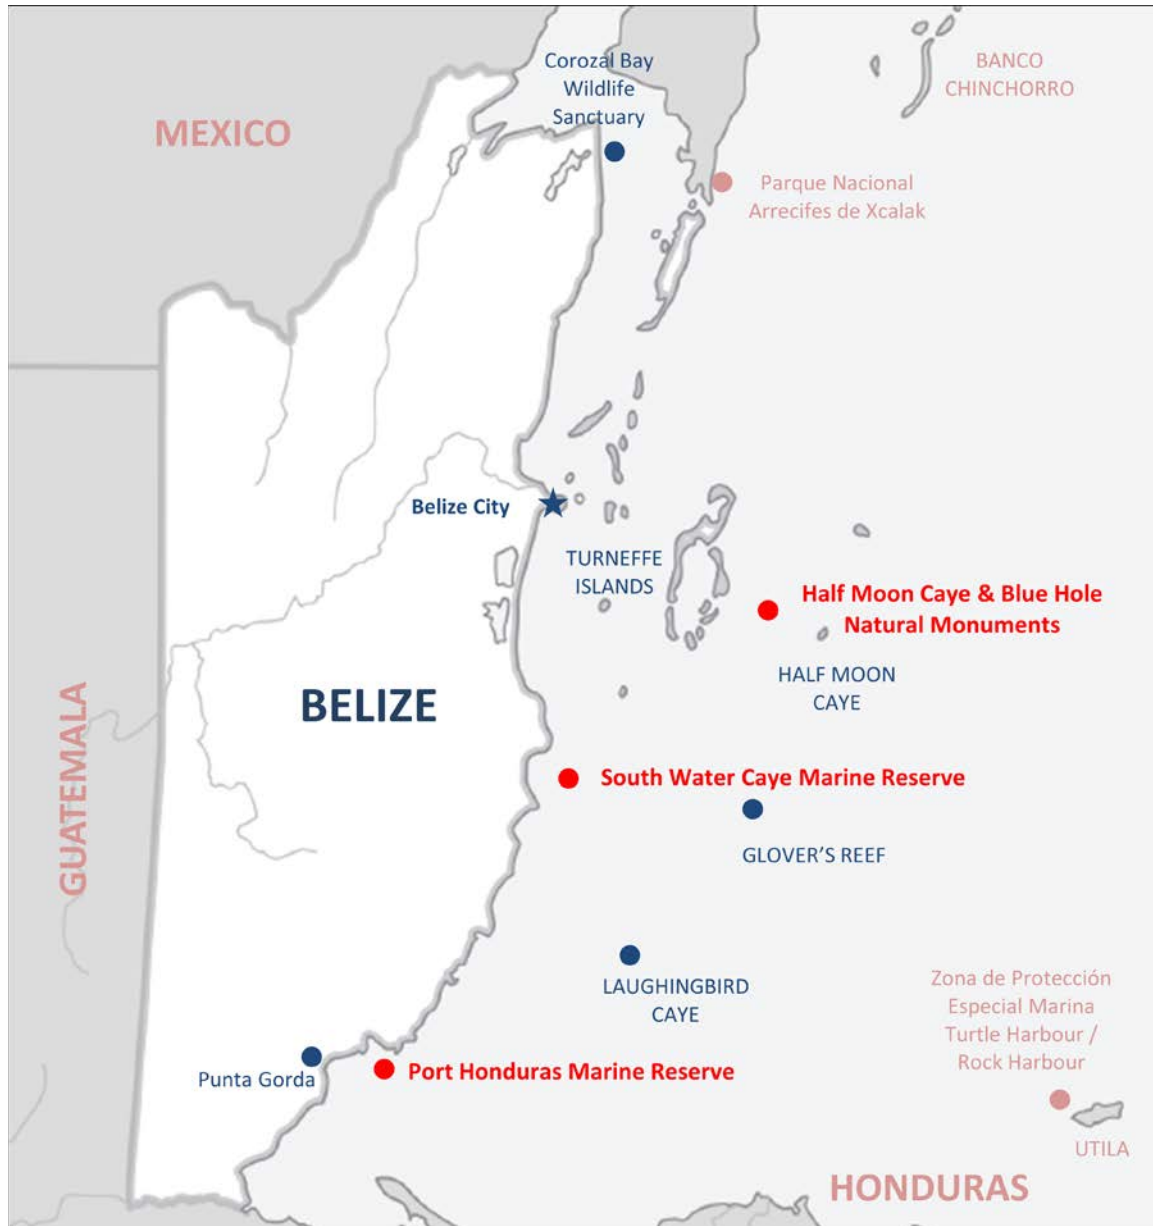 Corozal Bay
Wildlife
Sanctuary
BANCO
CHINCHORRO
MEXICO
Parque Nacional
Arrecifes de Xcalak
Belize City
TURNEFFE
ISLANDS
Half Moon Caye & Blue Hole
Natural Monuments
HALF MOON
CAYE
BELIZE
GUATEMALA
South Water Caye Marine Reserve
GLOVER'S REEF
LAUGHINGBIRD
CAYE
Zona de Protección
Especial Marina
Turtle Harbour /
Rock Harbour
Punta Gorda
Port Honduras Marine Reserve
UTILA
HONDURAS